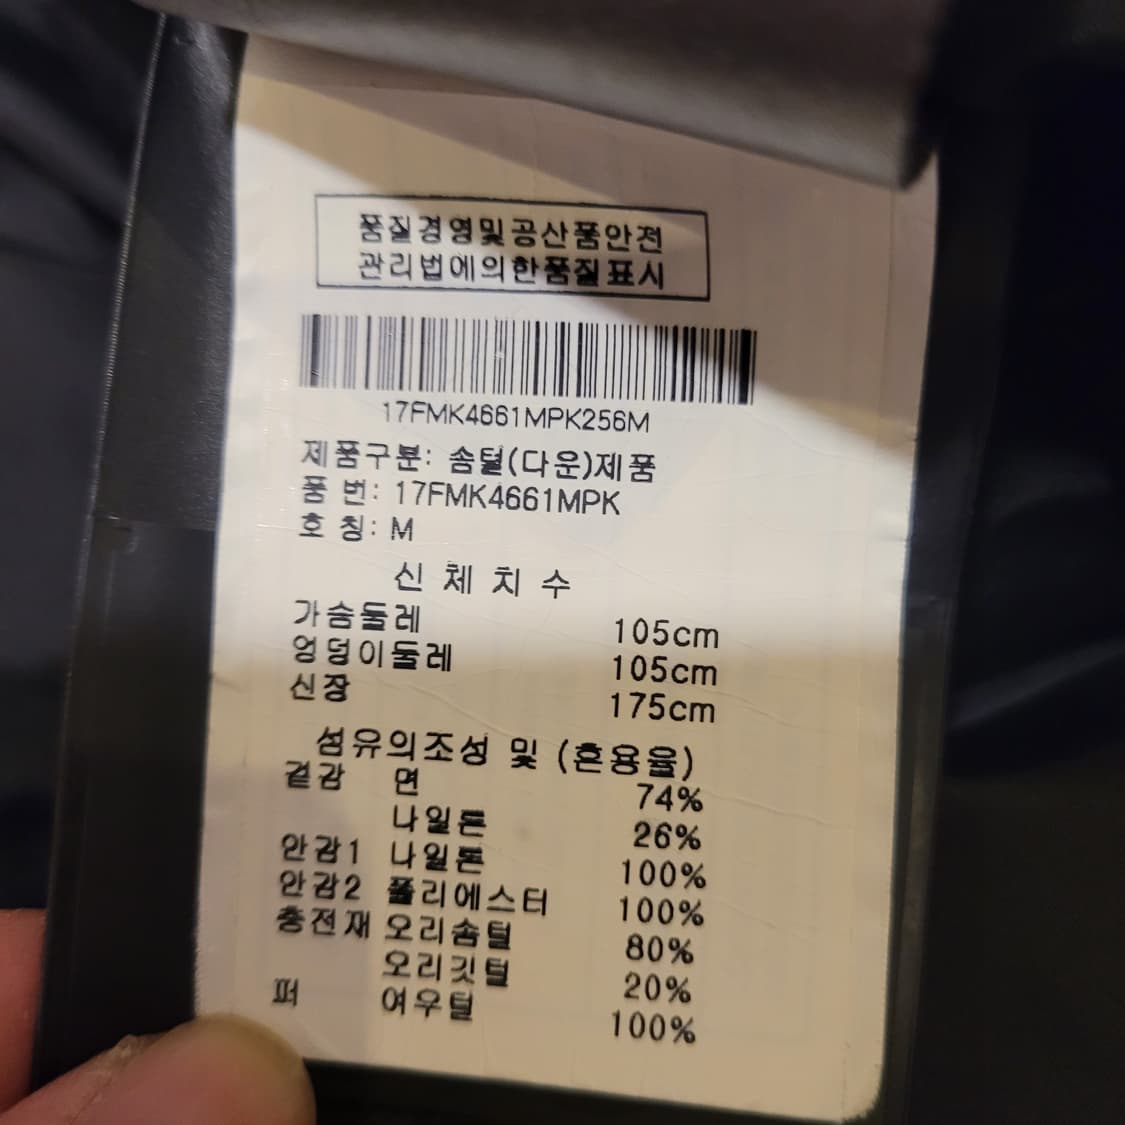 품질경영및공산품안전
관리법에의한품질표시
17FMK4661MPK256M
제품구분: 솜털(다운)제품
품 번: 17FMK4661MPK
호 칭: M
신 체 치 수
가슴둘레 105cm
엉덩이둘레 105cm
신장 175cm
섬유의조성 및 (혼용율)
겉감 면 74%
나일론 26%
안감1 나일론 100%
안감2 폴리에스터 100%
충전재 오리솜털 80%
오리깃털 20%
퍼 여우털 100%